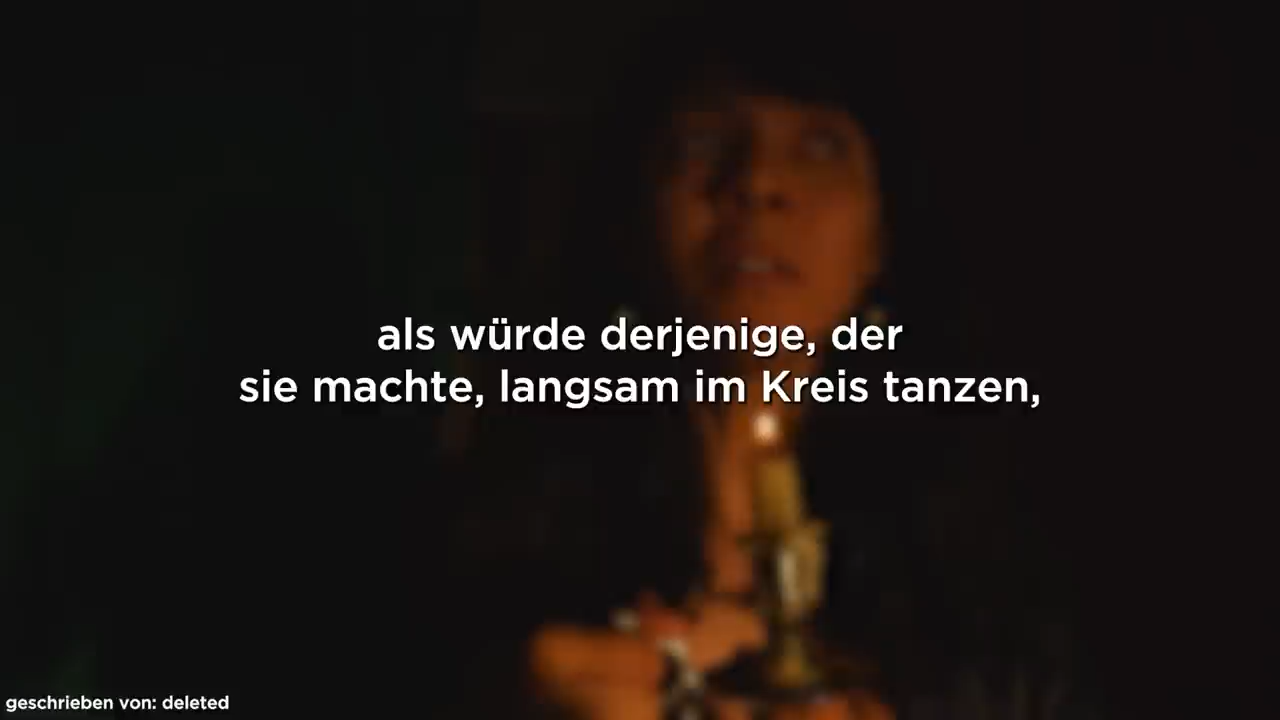 als würde derjenige, der
sie machte, langsam im Kreis tanzen,
geschrieben von: deleted